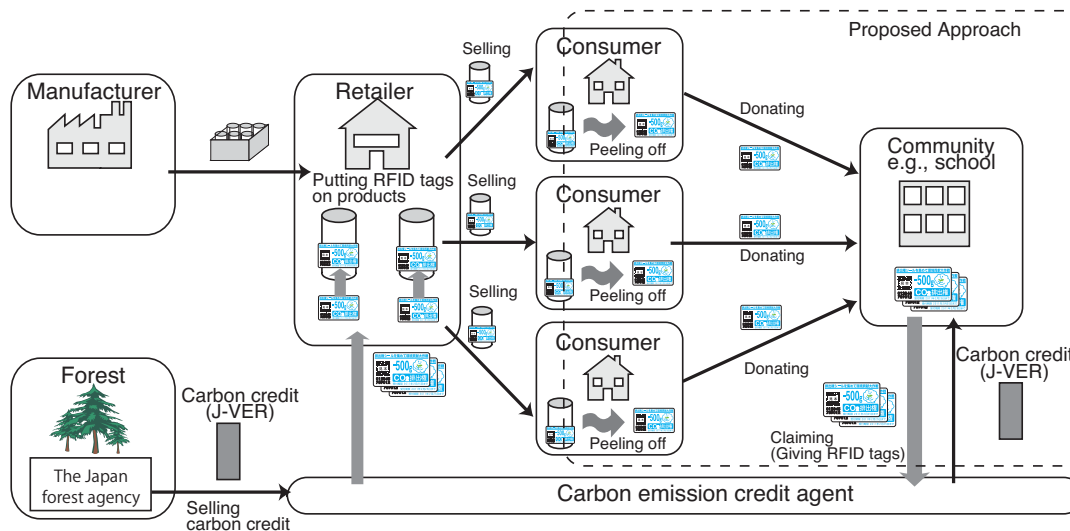 Proposed Approach
Manufacturer
Retailer
Putting RFID tags
on products
Selling
Selling
Selling
Consumer
Peeling off
Consumer
Peeling off
Consumer
Peeling off
Donating
Donating
Donating
Community
e.g., school
-500g
CO
Forest
The Japan
forest agency
Carbon credit
(J-VER)
Selling
carbon credit
Claiming
(Giving RFID tags)
Carbon credit
(J-VER)
Carbon emission credit agent